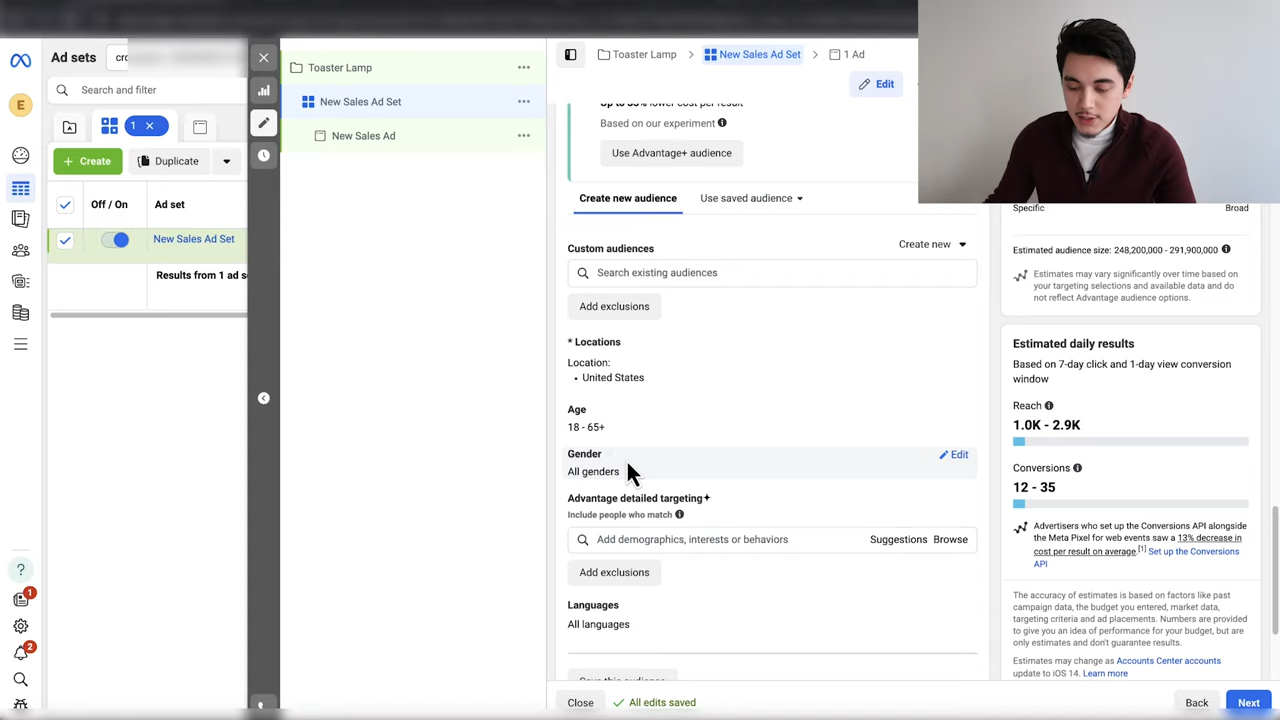 Ad sets
Search and filter
1
Create
Duplicate
Off / On
Ad set
New Sales Ad Set
Results from 1 ad s
E
?
1
2
Toaster Lamp
New Sales Ad Set
New Sales Ad
Toaster Lamp
New Sales Ad Set
1 Ad
Edit
Based on our experiment
Use Advantage+ audience
Create new audience
Use saved audience
Custom audiences
Create new
Search existing audiences
Add exclusions
* Locations
Location:
• United States
Age
18 - 65+
Gender
Edit
All genders
Advantage detailed targeting
Include people who match
Add demographics, interests or behaviors
Suggestions
Browse
Add exclusions
Languages
All languages
Close
All edits saved
Back
Next
Specific
Broad
Estimated audience size: 248,200,000 - 291,900,000
Estimates may vary significantly over time based on
your targeting selections and available data and do
not reflect Advantage audience options.
Estimated daily results
Based on 7-day click and 1-day view conversion
window
Reach
1.0K - 2.9K
Conversions
12 - 35
Advertisers who set up the Conversions API alongside
the Meta Pixel for web events saw a 13% decrease in
cost per result on average.[1] Set up the Conversions
API
The accuracy of estimates is based on factors like past
campaign data, the budget you entered, market data,
targeting criteria and ad placements. Numbers are provided
to give you an idea of performance for your budget, but are
only estimates and don't guarantee results.
Estimates may change as Accounts Center accounts
update to iOS 14. Learn more